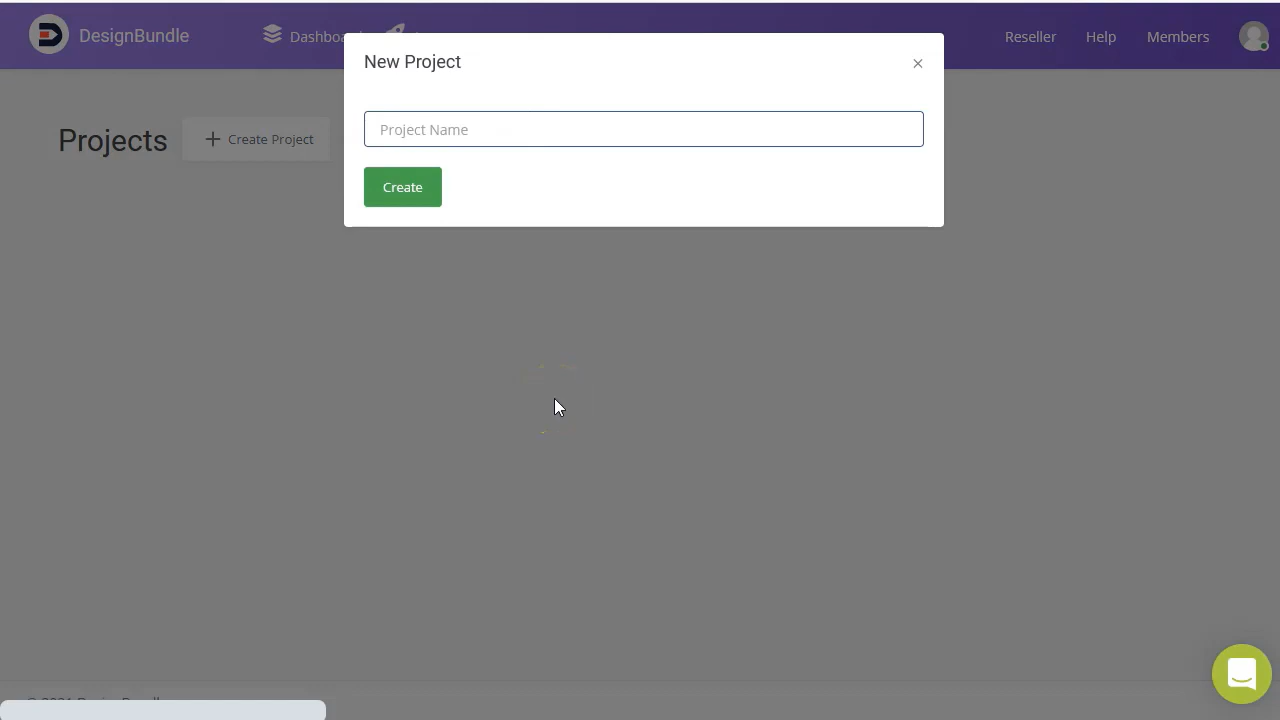 DesignBundle
Reseller
Help
Members
New Project
×
Projects
+ Create Project
Project Name
Create